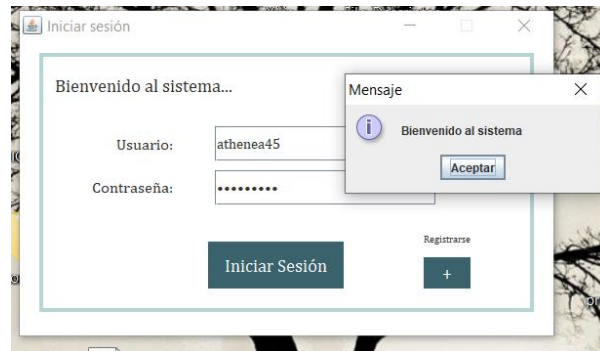 Iniciar sesión
Bienvenido al sistema...
Mensaje
Bienvenido al sistema
Aceptar
Usuario:
athenea45
Contraseña:
•••••••••
Registrarse
Iniciar Sesión
+